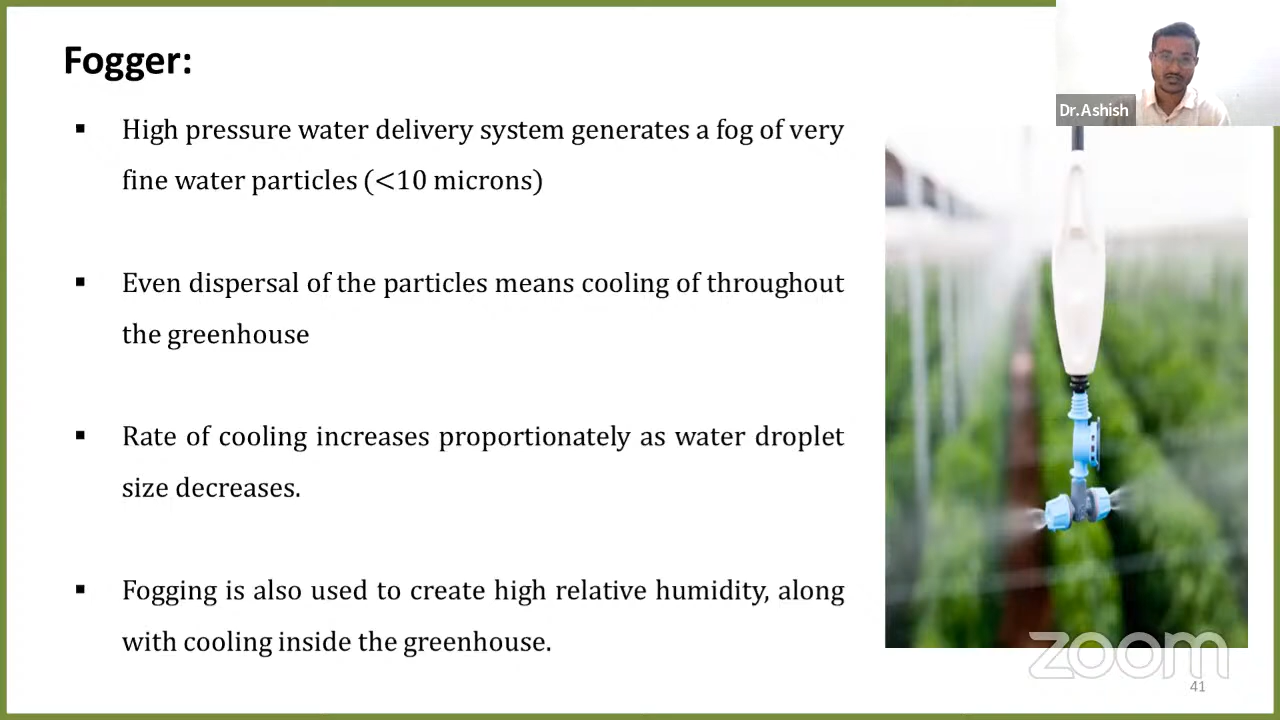 Fogger:
Dr.Ashish
▪ High pressure water delivery system generates a fog of very
fine water particles (<10 microns)
▪ Even dispersal of the particles means cooling of throughout
the greenhouse
▪ Rate of cooling increases proportionately as water droplet
size decreases.
▪ Fogging is also used to create high relative humidity, along
with cooling inside the greenhouse.
zoom
41